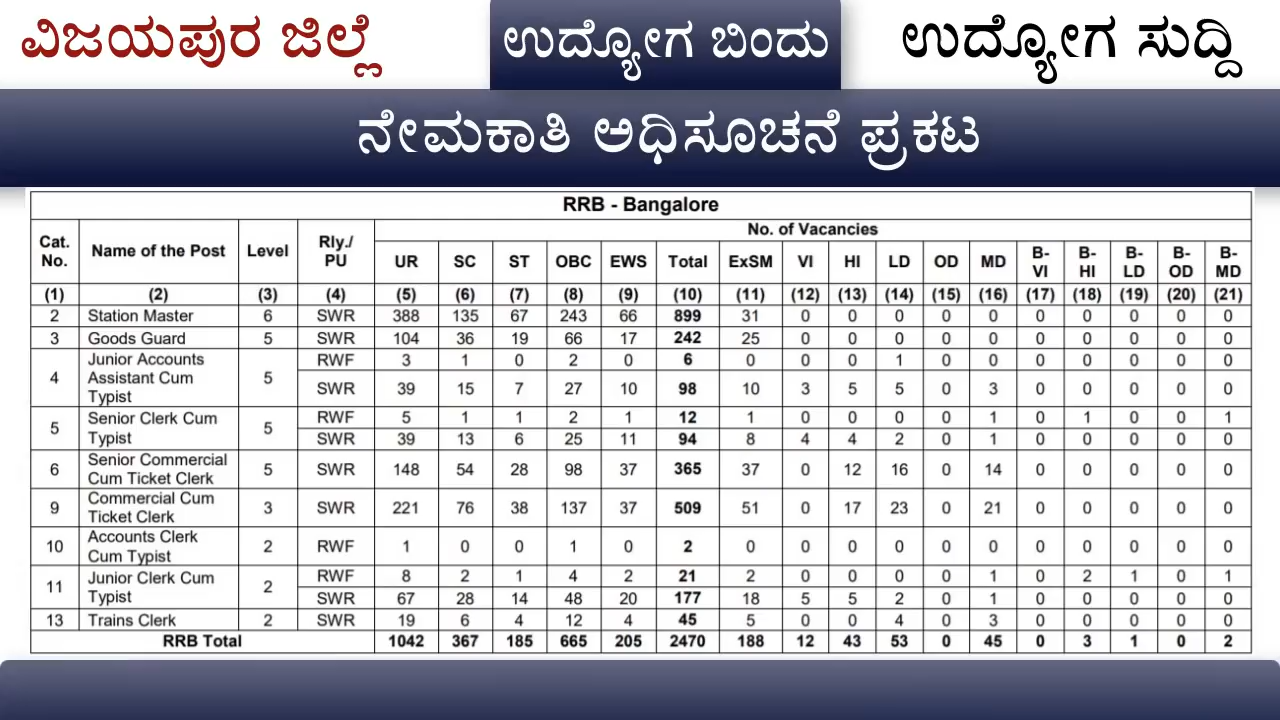 ವಿಜಯಪುರ ಜಿಲ್ಲೆ ಉದ್ಯೋಗ ಬಿಂದು ಉದ್ಯೋಗ ಸುದ್ದಿ
ನೇಮಕಾತಿ ಅಧಿಸೂಚನೆ ಪ್ರಕಟ
RRB - Bangalore
Cat. No. Name of the Post Level Rly./ PU No. of Vacancies
UR SC ST OBC EWS Total ExSM VI HI LD OD MD B-VI B-HI B-LD B-OD B-MD
(1) (2) (3) (4) (5) (6) (7) (8) (9) (10) (11) (12) (13) (14) (15) (16) (17) (18) (19) (20) (21)
2 Station Master 6 SWR 388 135 67 243 66 899 31 0 0 0 0 0 0 0 0 0 0
3 Goods Guard 5 SWR 104 36 19 66 17 242 25 0 0 0 0 0 0 0 0 0 0
4 Junior Accounts Assistant Cum Typist 5 RWF 3 1 0 2 0 6 0 0 0 1 0 0 0 0 0 0 0
SWR 39 15 7 27 10 98 10 3 5 5 0 3 0 0 0 0 0
5 Senior Clerk Cum Typist 5 RWF 5 1 1 2 1 12 1 0 0 0 0 1 0 1 0 0 1
SWR 39 13 6 25 11 94 8 4 4 2 0 1 0 0 0 0 0
6 Senior Commercial Cum Ticket Clerk 5 SWR 148 54 28 98 37 365 37 0 12 16 0 14 0 0 0 0 0
9 Commercial Cum Ticket Clerk 3 SWR 221 76 38 137 37 509 51 0 17 23 0 21 0 0 0 0 0
10 Accounts Clerk Cum Typist 2 RWF 1 0 0 1 0 2 0 0 0 0 0 0 0 0 0 0 0
11 Junior Clerk Cum Typist 2 RWF 8 2 1 4 2 21 2 0 0 0 0 1 0 2 1 0 1
SWR 67 28 14 48 20 177 18 5 5 2 0 1 0 0 0 0 0
13 Trains Clerk 2 SWR 19 6 4 12 4 45 5 0 0 4 0 3 0 0 0 0 0
RRB Total 1042 367 185 665 205 2470 188 12 43 53 0 45 0 3 1 0 2